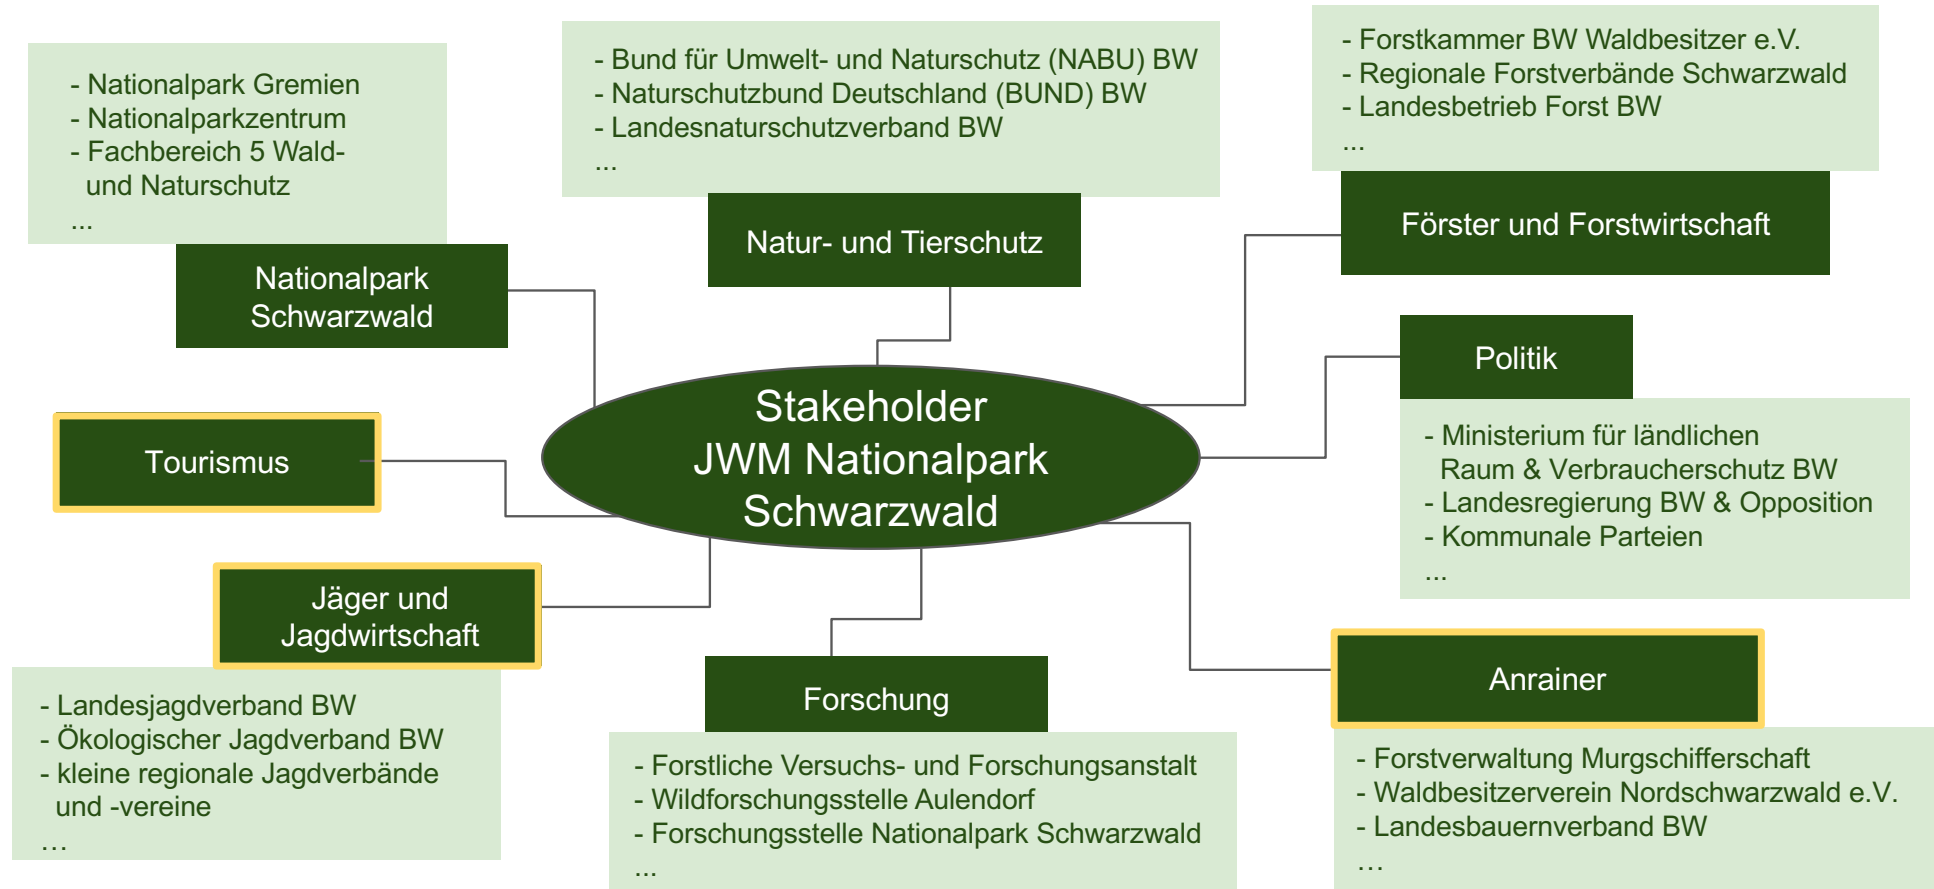 - Nationalpark Gremien
- Nationalparkzentrum
- Fachbereich 5 Wald-
und Naturschutz
...
Nationalpark
Schwarzwald
- Bund für Umwelt- und Naturschutz (NABU) BW
- Naturschutzbund Deutschland (BUND) BW
- Landesnaturschutzverband BW
...
Natur- und Tierschutz
- Forstkammer BW Waldbesitzer e.V.
- Regionale Forstverbände Schwarzwald
- Landesbetrieb Forst BW
...
Förster und Forstwirtschaft
Politik
- Ministerium für ländlichen
Raum & Verbraucherschutz BW
- Landesregierung BW & Opposition
- Kommunale Parteien
...
Stakeholder
JWM Nationalpark
Schwarzwald
Tourismus
Jäger und
Jagdwirtschaft
- Landesjagdverband BW
- Ökologischer Jagdverband BW
- kleine regionale Jagdverbände
und -vereine
…
Forschung
- Forstliche Versuchs- und Forschungsanstalt
- Wildforschungsstelle Aulendorf
- Forschungsstelle Nationalpark Schwarzwald
...
Anrainer
- Forstverwaltung Murgschifferschaft
- Waldbesitzerverein Nordschwarzwald e.V.
- Landesbauernverband BW
…